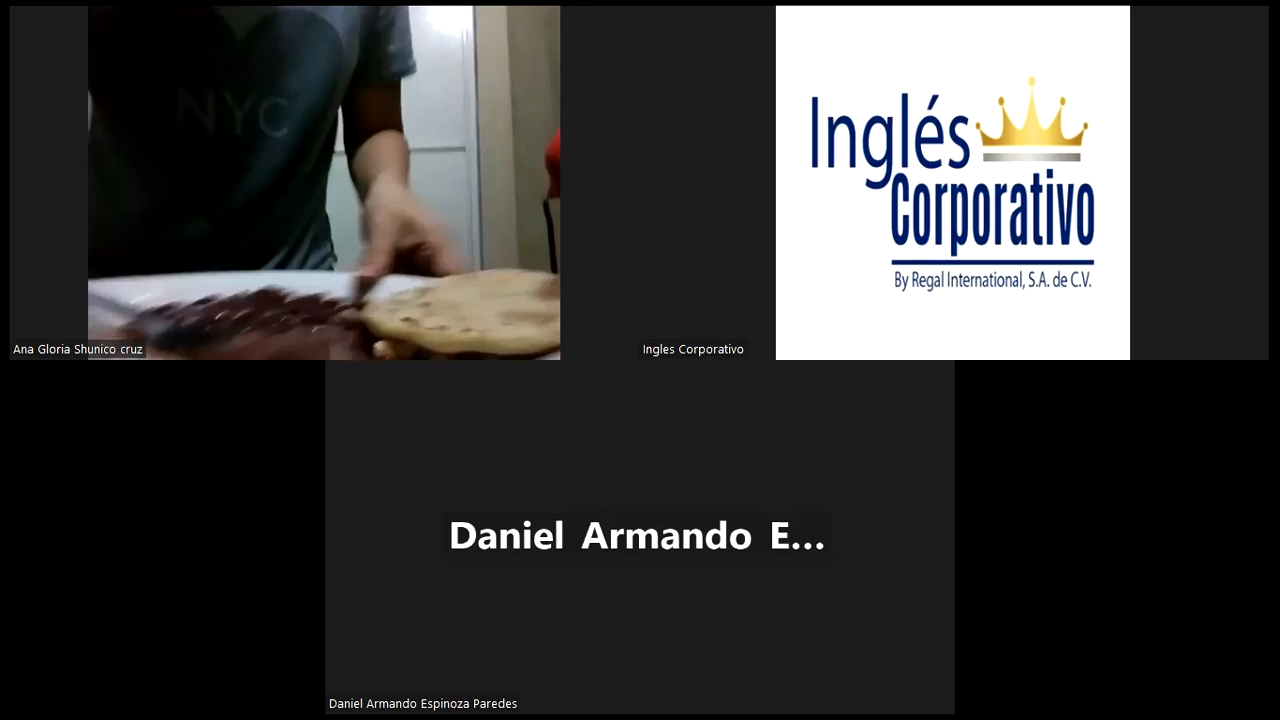 NYC
Ana Gloria Shunico cruz
Inglés
Corporativo
By Regal International, S.A. de C.V.
Ingles Corporativo
Daniel Armando E...
Daniel Armando Espinoza Paredes